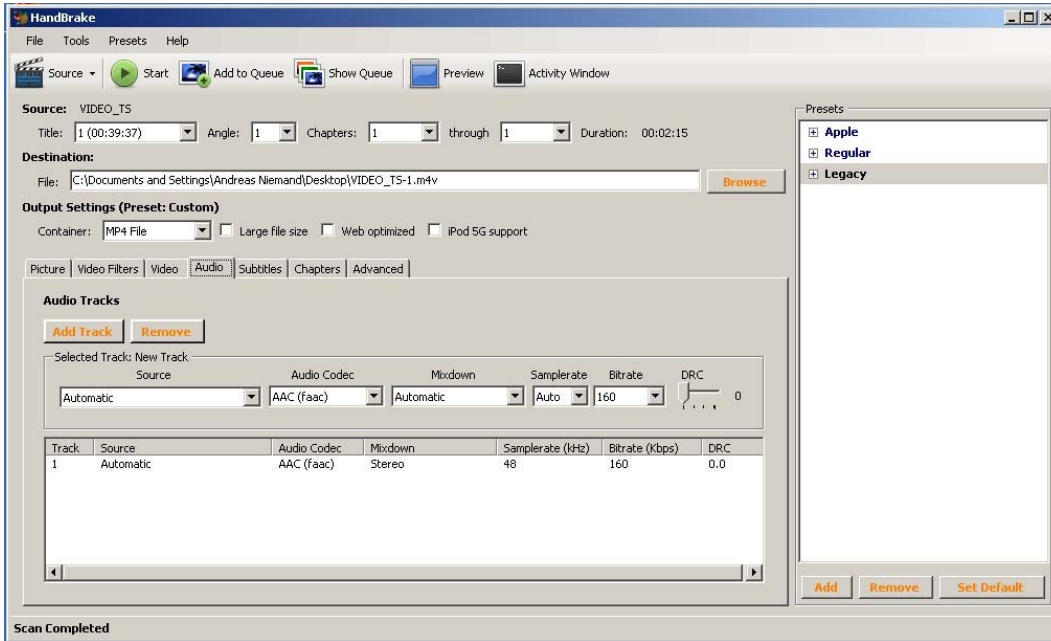 HandBrake
File Tools Presets Help
Source Start Add to Queue Show Queue Preview Activity Window
Source: VIDEO_TS
Title: 1 (00:39:37) Angle: 1 Chapters: 1 through 1 Duration: 00:02:15
Destination:
File: C:\Documents and Settings\Andreas Niemand\Desktop\VIDEO_TS-1.m4v Browse
Output Settings (Preset: Custom)
Container: MP4 File Large file size Web optimized iPod 5G support
Picture Video Filters Video Audio Subtitles Chapters Advanced
Audio Tracks
Add Track Remove
Selected Track: New Track
Source Audio Codec Mixdown Samplerate Bitrate DRC
Automatic AAC (faac) Automatic Auto 160 0
Track Source Audio Codec Mixdown Samplerate (kHz) Bitrate (Kbps) DRC
1 Automatic AAC (faac) Stereo 48 160 0.0
Presets
Apple
Regular
Legacy
Add Remove Set Default
Scan Completed